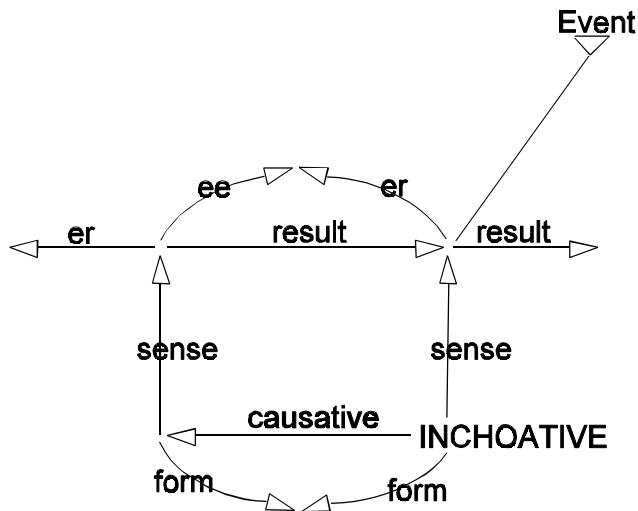 Event
ee
er
er
result
result
sense
sense
causative
INCHOATIVE
form
form